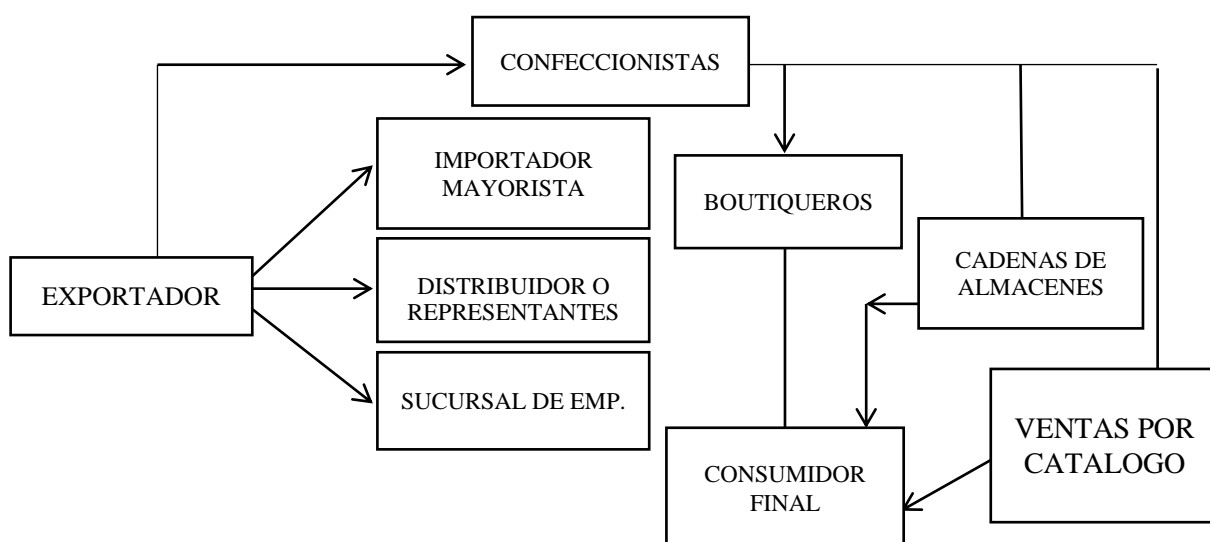 CONFECCIONISTAS
IMPORTADOR
MAYORISTA
BOUTIQUEROS
EXPORTADOR
DISTRIBUIDOR O
REPRESENTANTES
CADENAS DE
ALMACENES
SUCURSAL DE EMP.
VENTAS POR
CATALOGO
CONSUMIDOR
FINAL